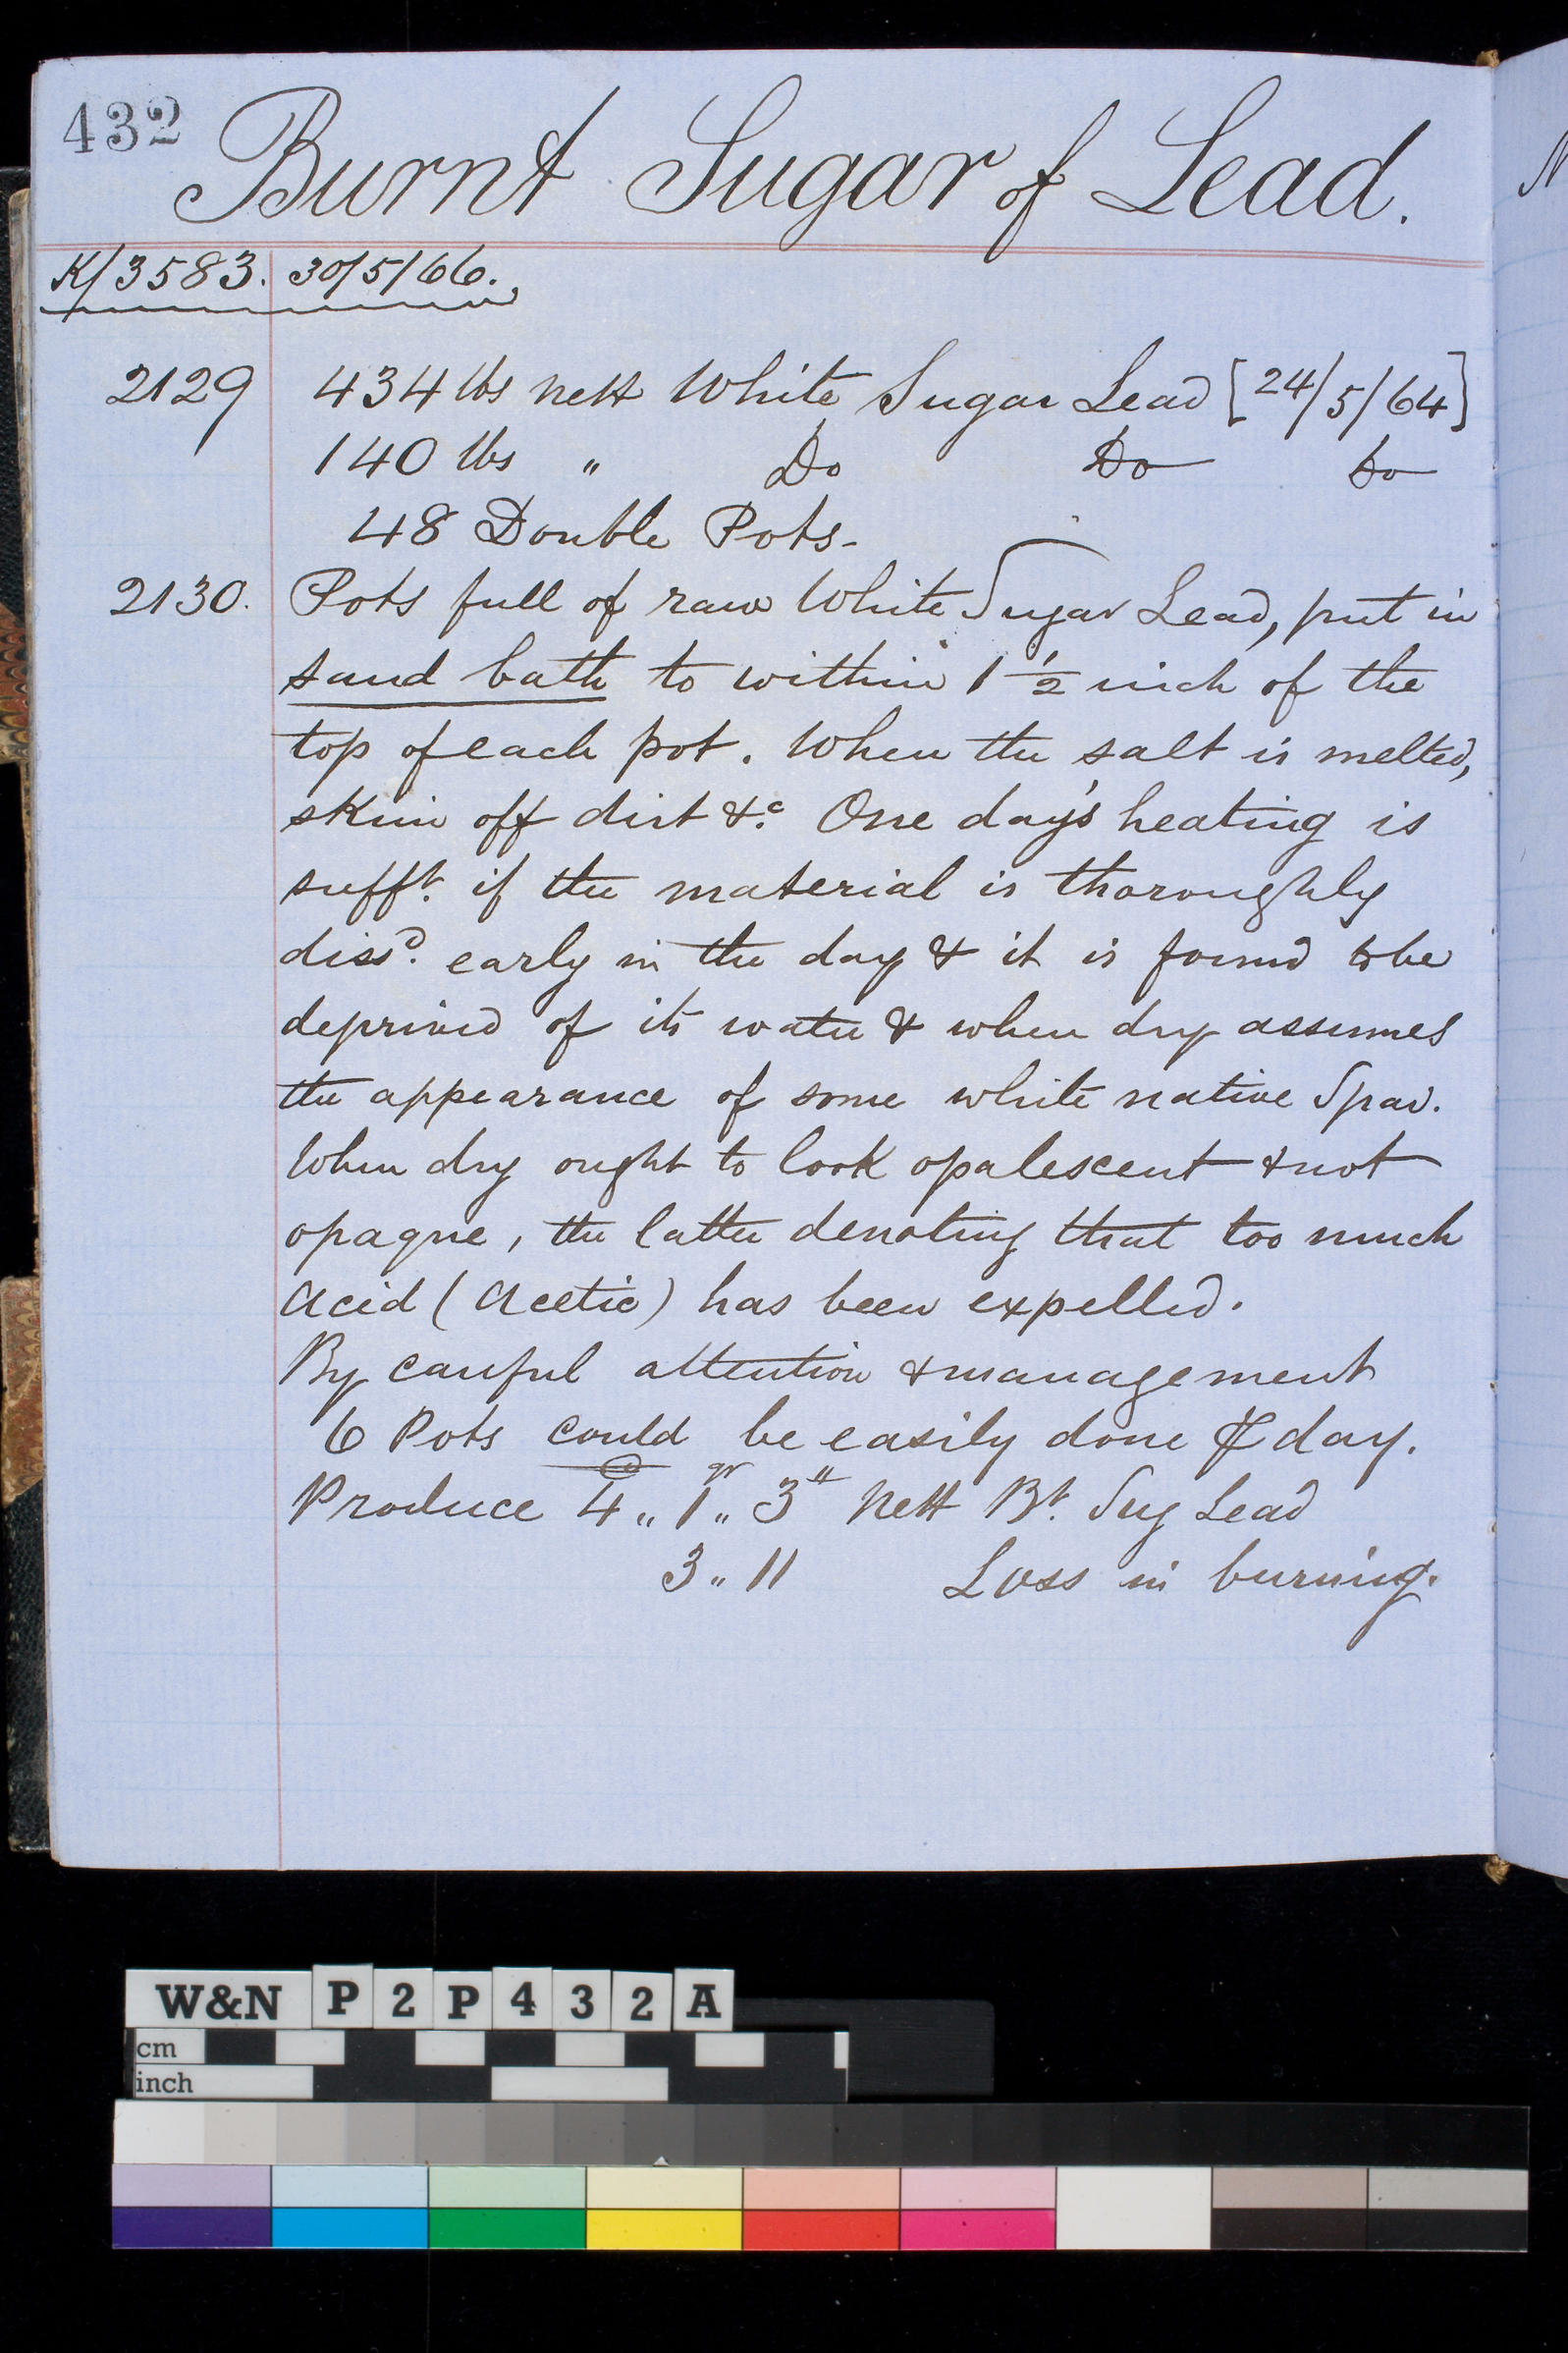 432
Burnt Sugar of Lead.
K/3583. 30/5/66.
2129 434 lbs nett White Sugar Lead [24/5/64]
140 lbs " Do Do Do
48 Double Pots-
2130. Pots full of raw White Sugar Lead, put in
sand bath to within 1 1/2 inch of the
top of each pot. When the salt is melted,
skim off dirt &c. One day's heating is
sufft. if the material is thoroughly
dissd. early in the day & it is found to be
deprived of its water & when dry assumes
the appearance of some white native Spar.
When dry ought to look opalescent & not
opaque, the latter denoting that too much
Acid (Acetic) has been expelled.
By careful attention & management
6 Pots could be easily done ⅌ day.
Produce 4 " 1 qr " 3 " nett Bt. Sug Lead
3 " 11 Loss in burning.
W&N P2P432A
cm
inch